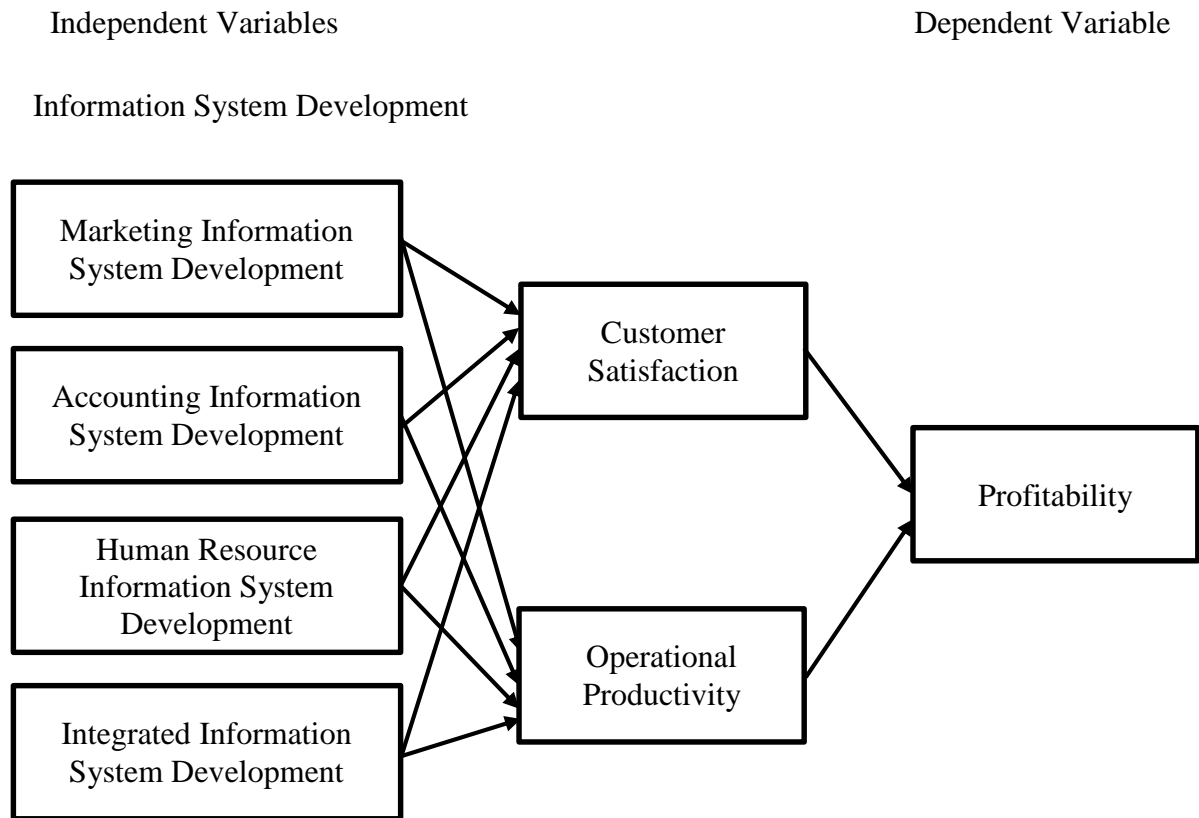 Independent Variables
Dependent Variable
Information System Development
Marketing Information
System Development
Accounting Information
System Development
Human Resource
Information System
Development
Integrated Information
System Development
Customer
Satisfaction
Operational
Productivity
Profitability